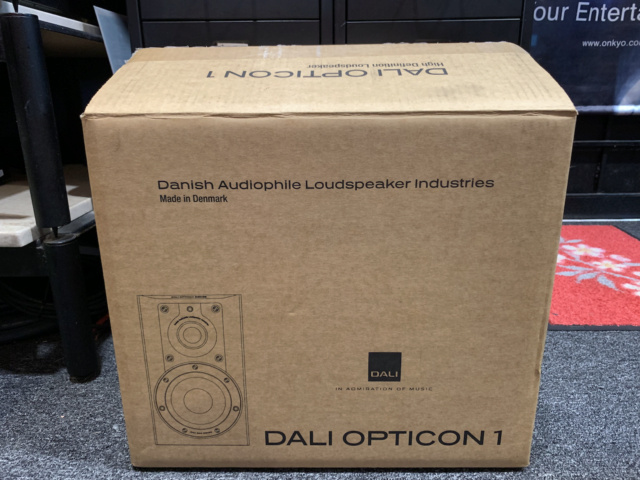 our Enterta
www.onkyo.co
DALI OPTICON 1
High Definition Loudspeaker
Danish Audiophile Loudspeaker Industries
Made in Denmark
DALI
IN ADMIRATION OF MUSIC
DALI OPTICON 1